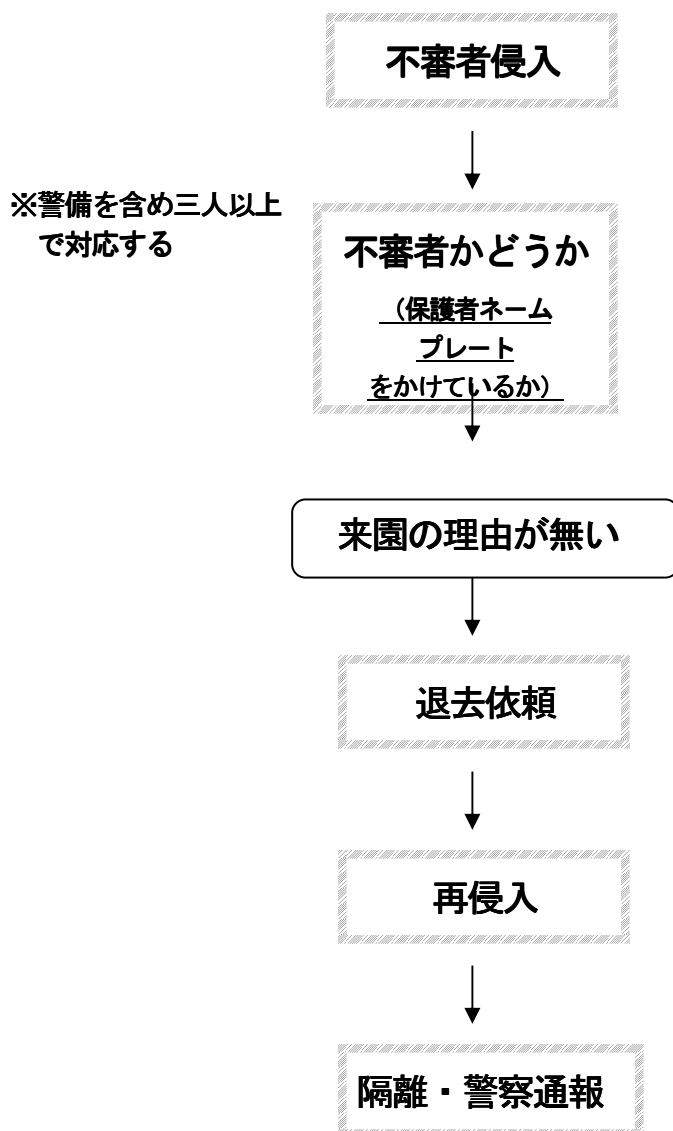 不審者侵入
※警備を含め三人以上
で対応する
不審者かどうか
（保護者ネーム
プレート
をかけているか）
来園の理由が無い
退去依頼
再侵入
隔離・警察通報